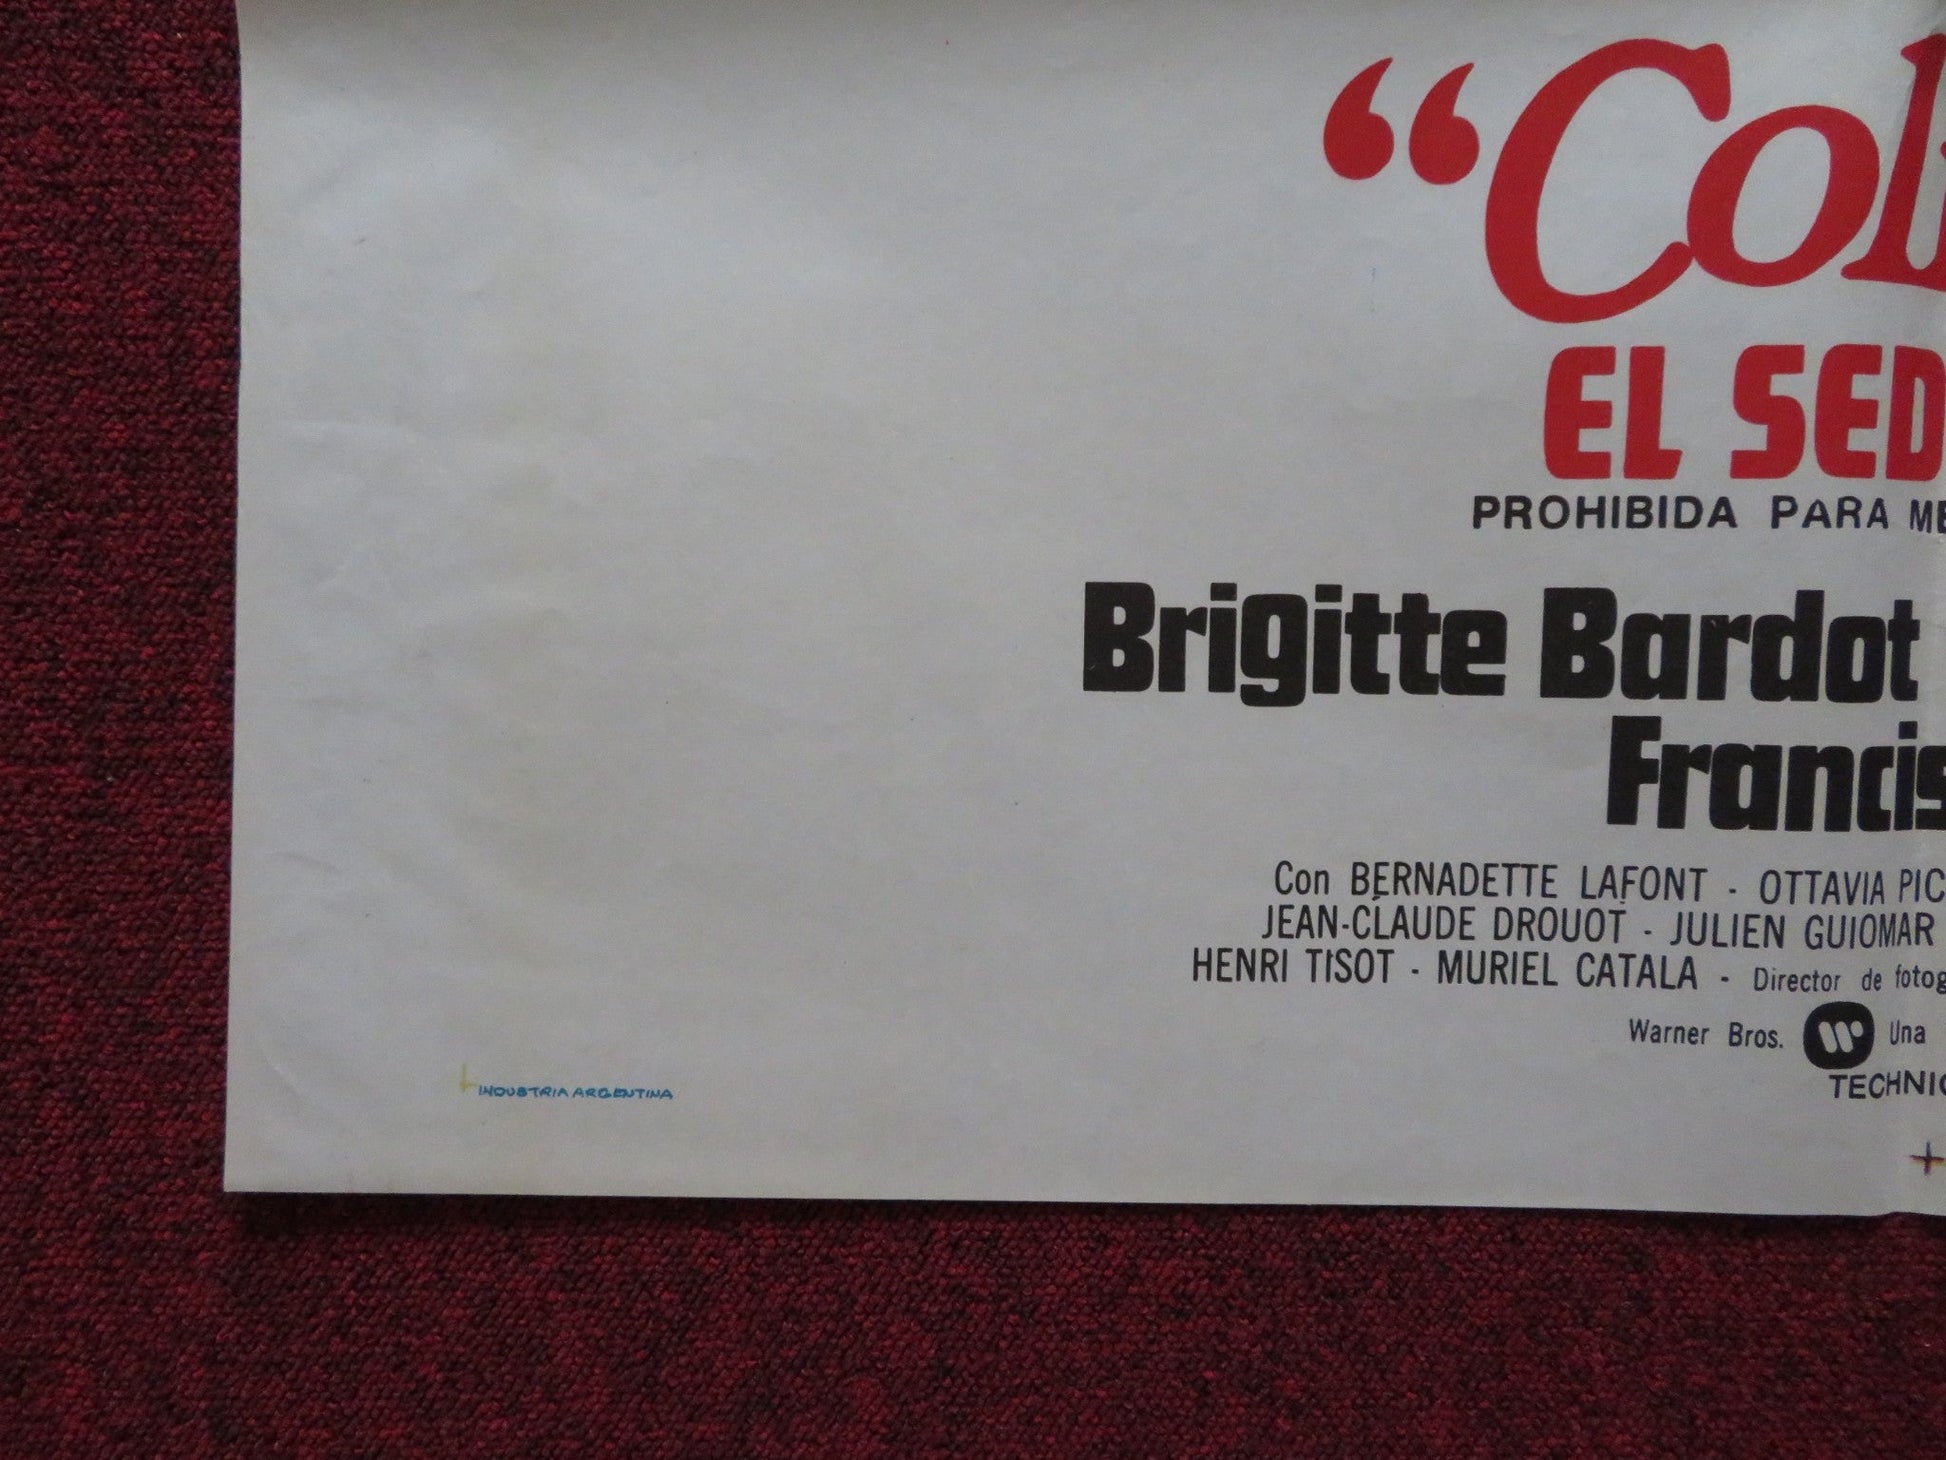 “Col
EL SED
PROHIBIDA PARA ME
Brigitte Bardot
Francis
Con BERNADETTE LAFONT - OTTAVIA PIC
JEAN-CLAUDE DROUOT - JULIEN GUIOMAR
HENRI TISOT - MURIEL CATALA - Director de fotog
Warner Bros. Una
TECHNIC
INDUSTRIA ARGENTINA